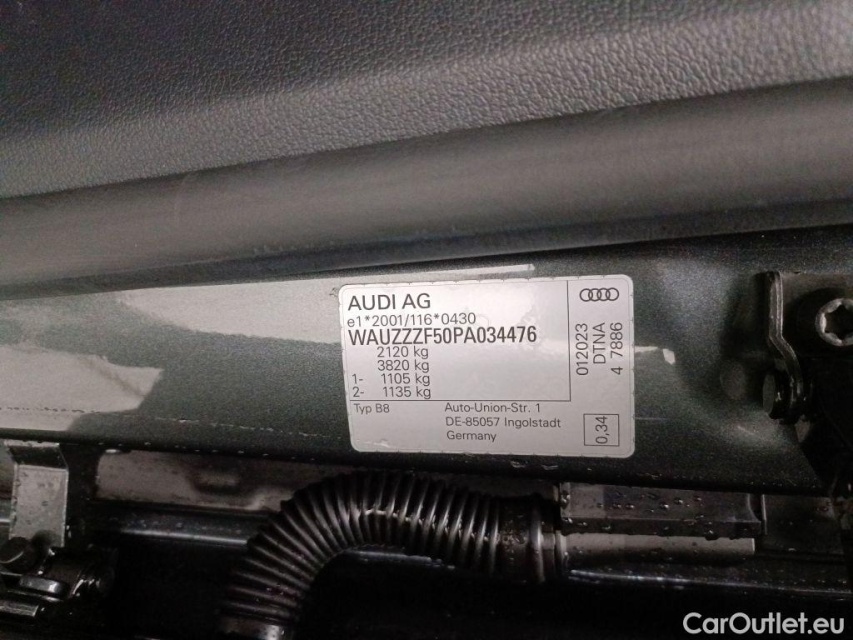 AUDI AG
e1*2001/116*0430
WAUZZZF50PA034476
2120 kg
3820 kg
1- 1105 kg
2- 1135 kg
Typ B8
Auto-Union-Str. 1
DE-85057 Ingolstadt
Germany
012023
DTNA
4 7886
0,34
CarOutlet.eu